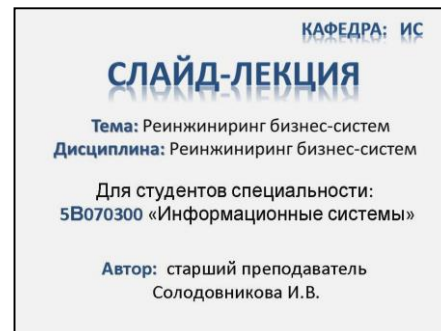 КАФЕДРА: ИС
СЛАЙД-ЛЕКЦИЯ
Тема: Реинжиниринг бизнес-систем
Дисциплина: Реинжиниринг бизнес-систем
Для студентов специальности:
5В070300 «Информационные системы»
Автор: старший преподаватель
Солодовникова И.В.